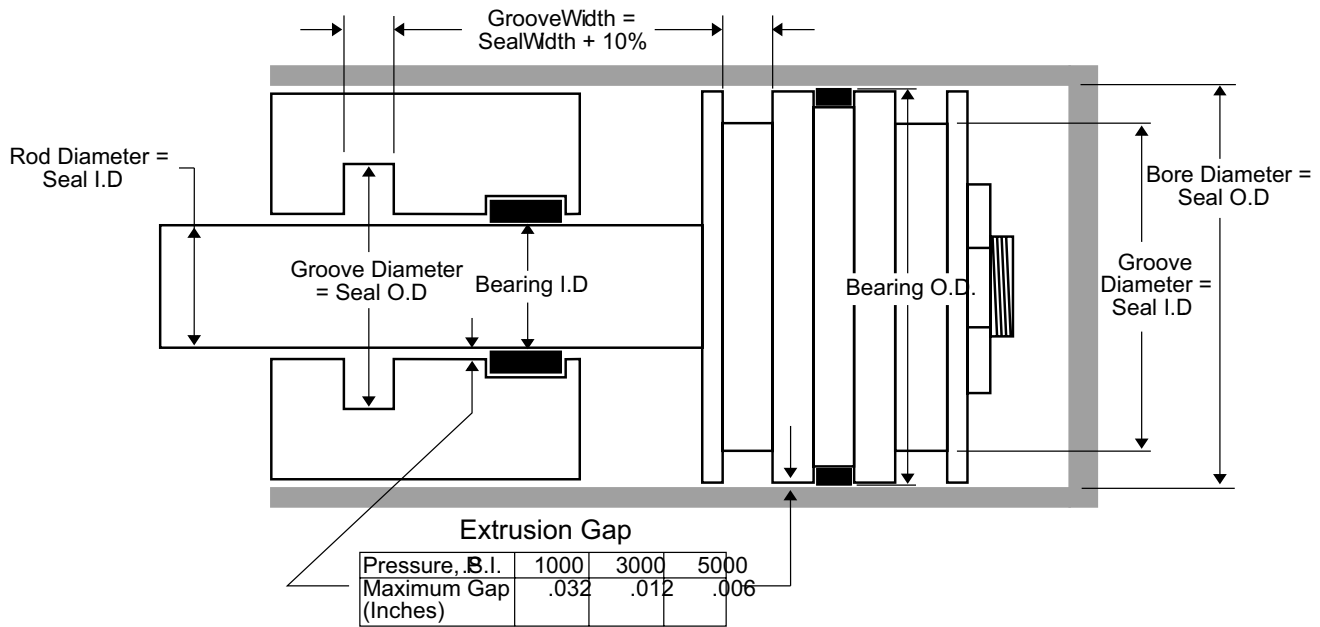 GrooveWidth =
SealWidth + 10%
Rod Diameter =
Seal I.D
Bore Diameter =
Seal O.D
Groove Diameter
= Seal O.D
Bearing I.D
Bearing O.D.
Groove
Diameter =
Seal I.D
Extrusion Gap
Pressure, P.S.I. 1000 3000 5000
Maximum Gap .032 .012 .006
(Inches)